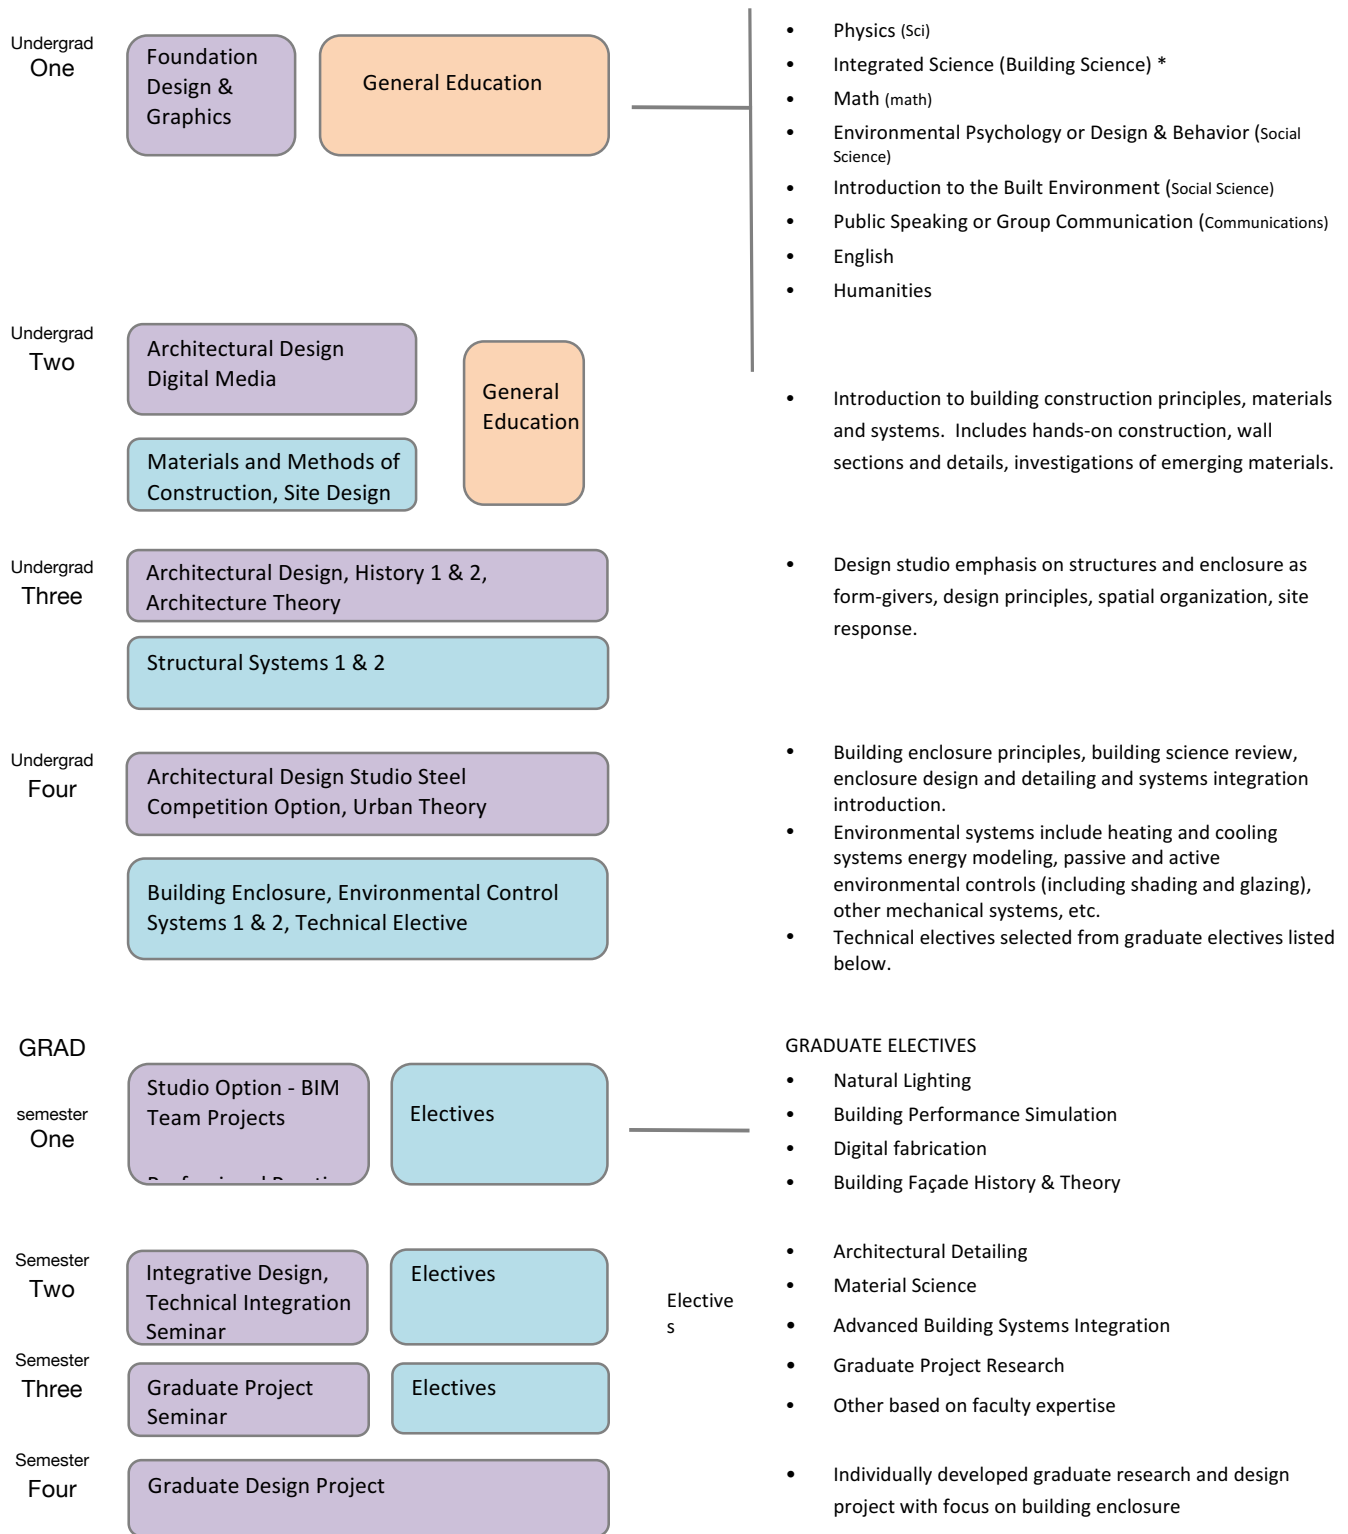 Undergrad
One
Foundation
Design &
Graphics
General Education
• Physics (Sci)
• Integrated Science (Building Science) *
• Math (math)
• Environmental Psychology or Design & Behavior (Social
Science)
• Introduction to the Built Environment (Social Science)
• Public Speaking or Group Communication (Communications)
• English
• Humanities
Undergrad
Two
Architectural Design
Digital Media
Materials and Methods of
Construction, Site Design
General
Education
• Introduction to building construction principles, materials
and systems. Includes hands-on construction, wall
sections and details, investigations of emerging materials.
Undergrad
Three
Architectural Design, History 1 & 2,
Architecture Theory
Structural Systems 1 & 2
• Design studio emphasis on structures and enclosure as
form-givers, design principles, spatial organization, site
response.
Undergrad
Four
Architectural Design Studio Steel
Competition Option, Urban Theory
Building Enclosure, Environmental Control
Systems 1 & 2, Technical Elective
• Building enclosure principles, building science review,
enclosure design and detailing and systems integration
introduction.
• Environmental systems include heating and cooling
systems energy modeling, passive and active
environmental controls (including shading and glazing),
other mechanical systems, etc.
• Technical electives selected from graduate electives listed
below.
GRAD
semester
One
Studio Option - BIM
Team Projects
Electives
GRADUATE ELECTIVES
• Natural Lighting
• Building Performance Simulation
• Digital fabrication
• Building Façade History & Theory
Semester
Two
Integrative Design,
Technical Integration
Seminar
Electives
Elective
s
• Architectural Detailing
• Material Science
• Advanced Building Systems Integration
• Graduate Project Research
• Other based on faculty expertise
Semester
Three
Graduate Project
Seminar
Electives
Semester
Four
Graduate Design Project
• Individually developed graduate research and design
project with focus on building enclosure